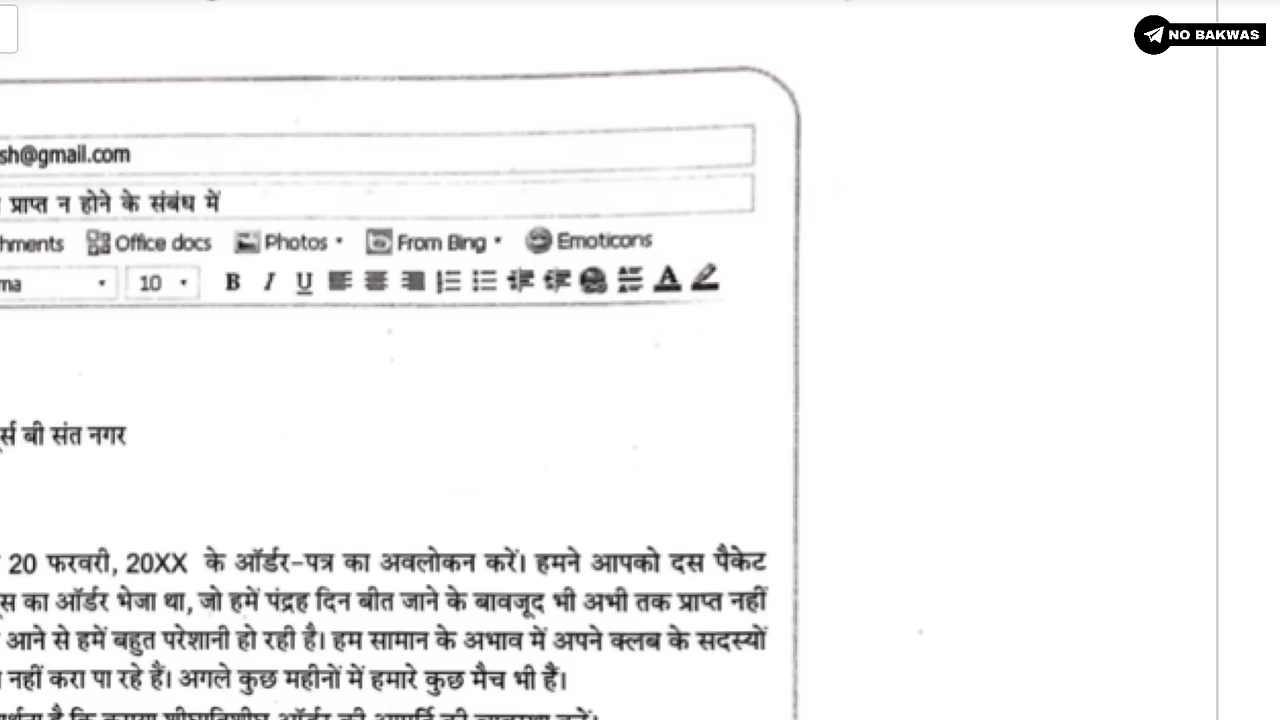 NO BAKWAS
sh@gmail.com
प्राप्त न होने के संबंध में
hments Office docs Photos From Bing Emoticons
ma 10 B I U A
र्स बी संत नगर
20 फरवरी, 20XX के ऑर्डर-पत्र का अवलोकन करें। हमने आपको दस पैकेट
स का ऑर्डर भेजा था, जो हमें पंद्रह दिन बीत जाने के बावजूद भी अभी तक प्राप्त नहीं
आने से हमें बहुत परेशानी हो रही है। हम सामान के अभाव में अपने क्लब के सदस्यों
नहीं करा पा रहे हैं। अगले कुछ महीनों में हमारे कुछ मैच भी हैं।